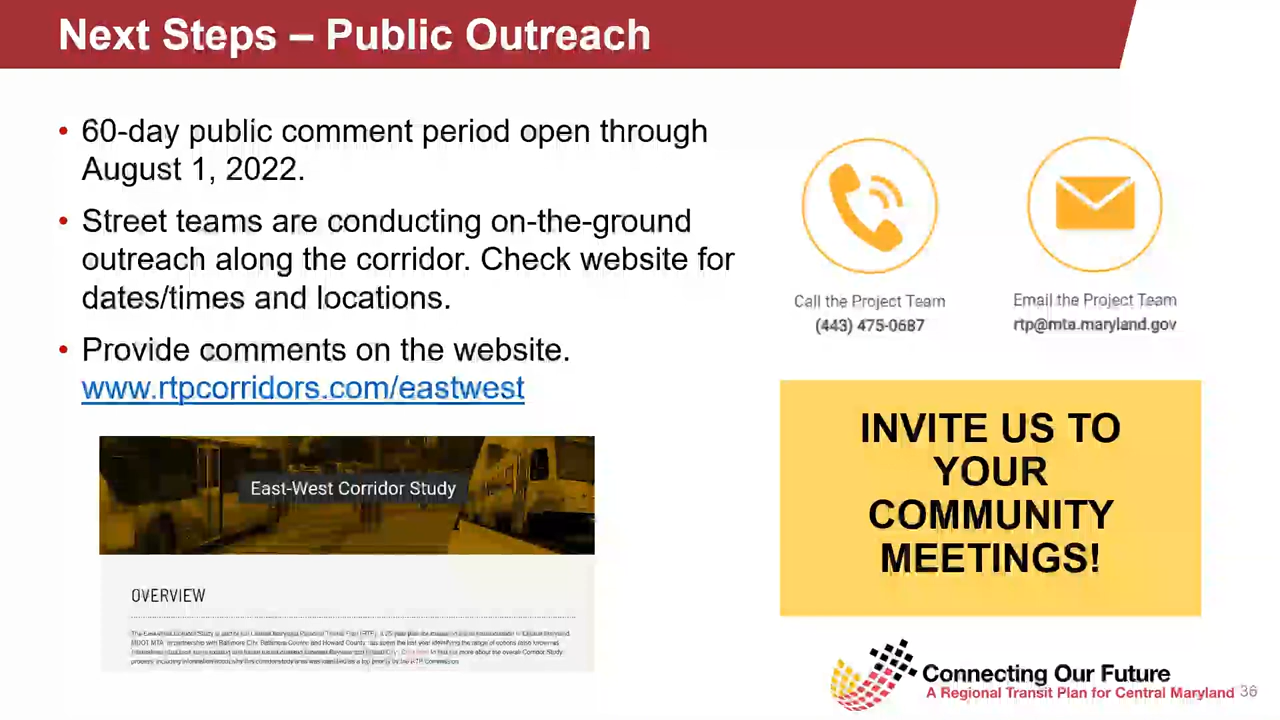 Next Steps – Public Outreach
• 60-day public comment period open through
August 1, 2022.
• Street teams are conducting on-the-ground
outreach along the corridor. Check website for
dates/times and locations.
• Provide comments on the website.
www.rtpcorridors.com/eastwest
Call the Project Team
(443) 475-0687
Email the Project Team
rtp@mta.maryland.gov
East-West Corridor Study
OVERVIEW
INVITE US TO
YOUR
COMMUNITY
MEETINGS!
Connecting Our Future
A Regional Transit Plan for Central Maryland
36